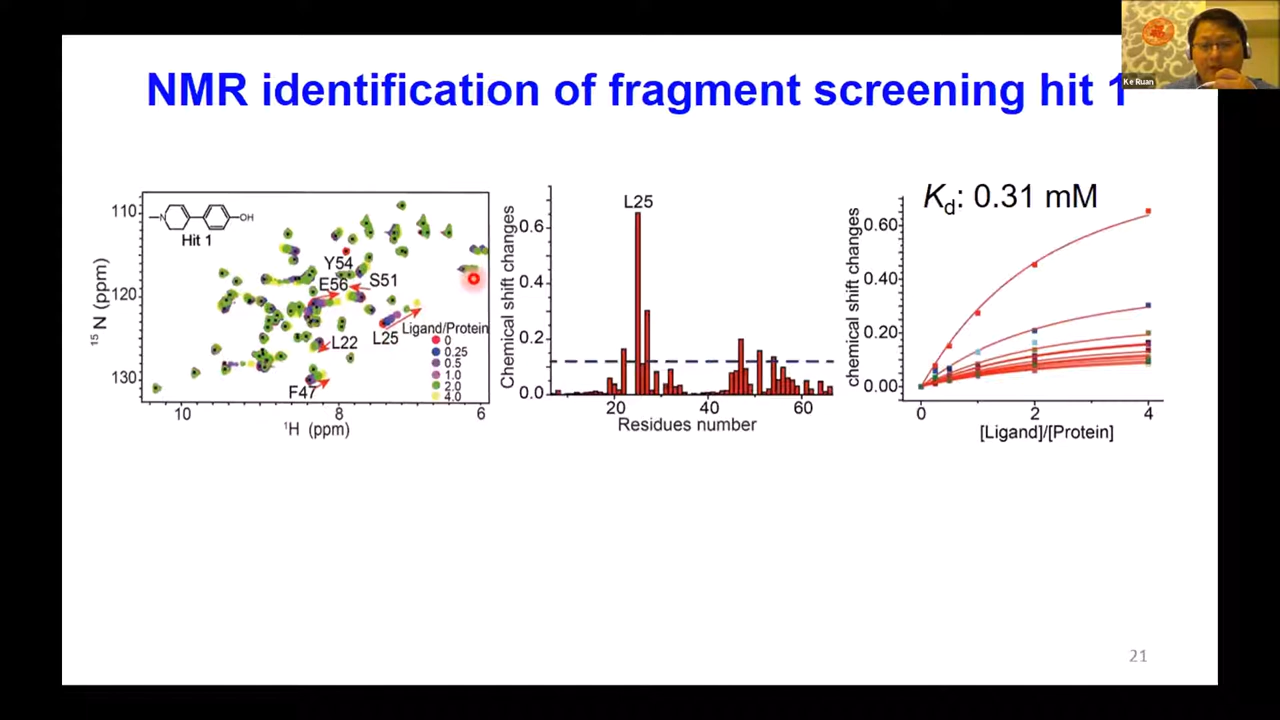 Ke Ruan
NMR identification of fragment screening hit 1
110
120
130
¹⁵N (ppm)
N
OH
Hit 1
Y54
E56
S51
L25
L22
F47
Ligand/Protein
0
0.25
0.5
1.0
2.0
4.0
10
8
6
¹H (ppm)
Chemical shift changes
0.6
0.4
0.2
0.0
L25
20
40
60
Residues number
Kd: 0.31 mM
chemical shift changes
0.60
0.40
0.20
0.00
0
2
4
[Ligand]/[Protein]
21